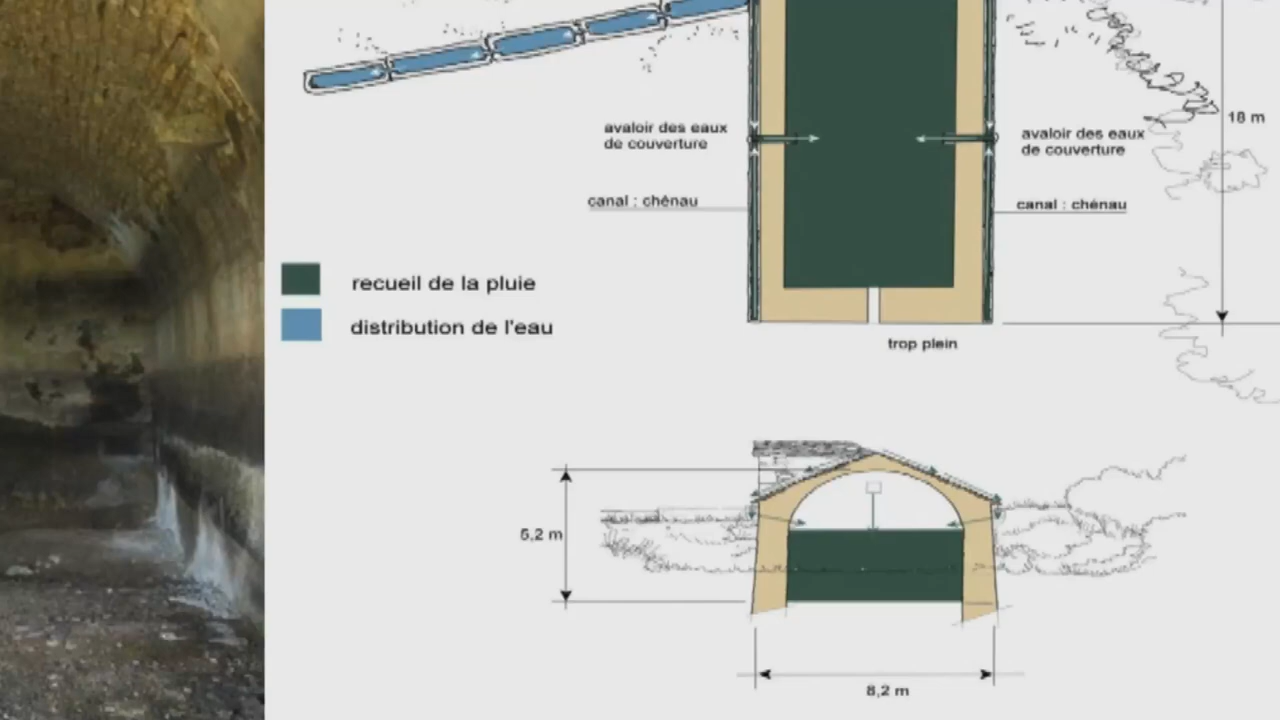 18 m
avaloir des eaux
de couverture
avaloir des eaux
de couverture
canal : chênau
canal : chénau
recueil de la pluie
distribution de l'eau
trop plein
5,2 m
8,2 m